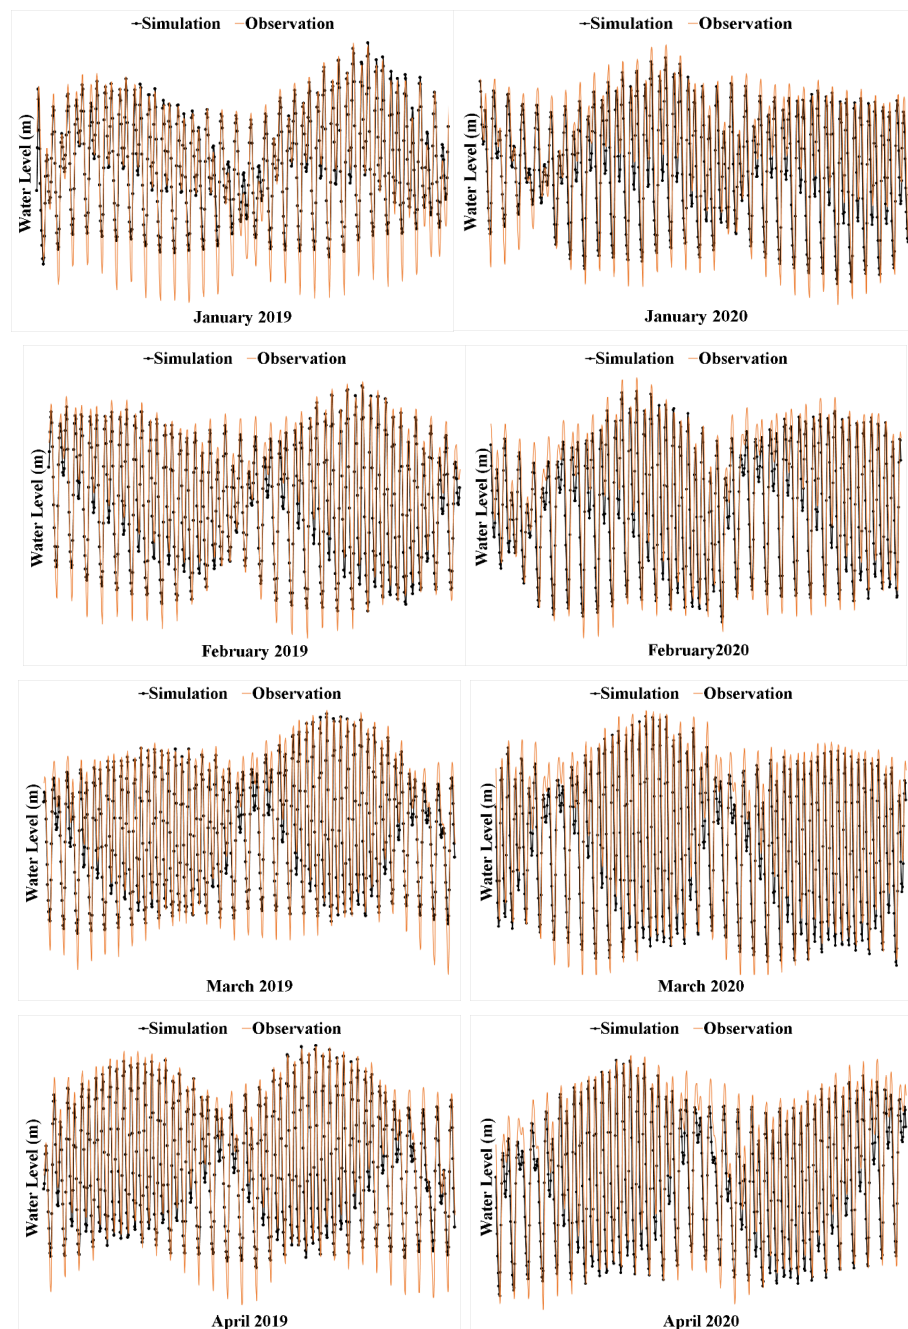 Simulation Observation
Water Level (m)
January 2019
Simulation Observation
Water Level (m)
January 2020
Simulation Observation
Water Level (m)
February 2019
Simulation Observation
Water Level (m)
February2020
Simulation Observation
Water Level (m)
March 2019
Simulation Observation
Water Level (m)
March 2020
Simulation Observation
Water Level (m)
April 2019
Simulation Observation
Water Level (m)
April 2020